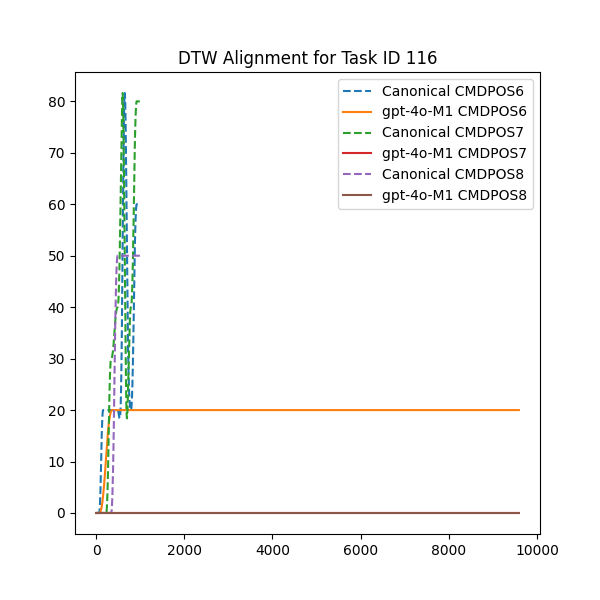 DTW Alignment for Task ID 116
Canonical CMDPOS6
gpt-4o-M1 CMDPOS6
Canonical CMDPOS7
gpt-4o-M1 CMDPOS7
Canonical CMDPOS8
gpt-4o-M1 CMDPOS8
80
70
60
50
40
30
20
10
0
0 2000 4000 6000 8000 10000